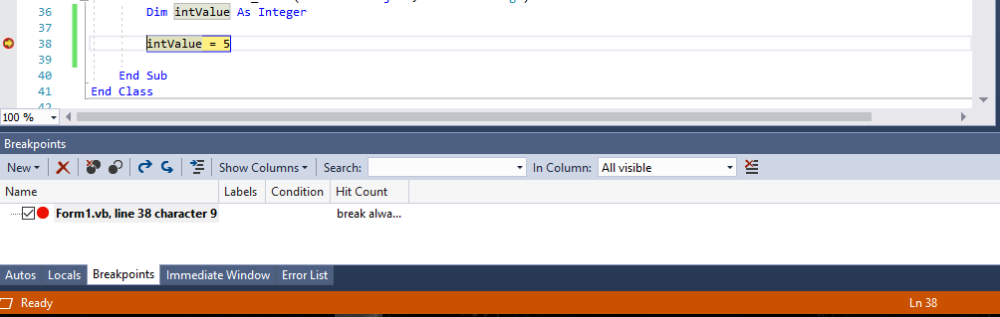 36 Dim intValue As Integer
37
38 intValue = 5
39
40 End Sub
41 End Class
42
100 %
Breakpoints
New Show Columns Search: In Column: All visible
Name Labels Condition Hit Count
Form1.vb, line 38 character 9 break alwa...
Autos Locals Breakpoints Immediate Window Error List
Ready Ln 38